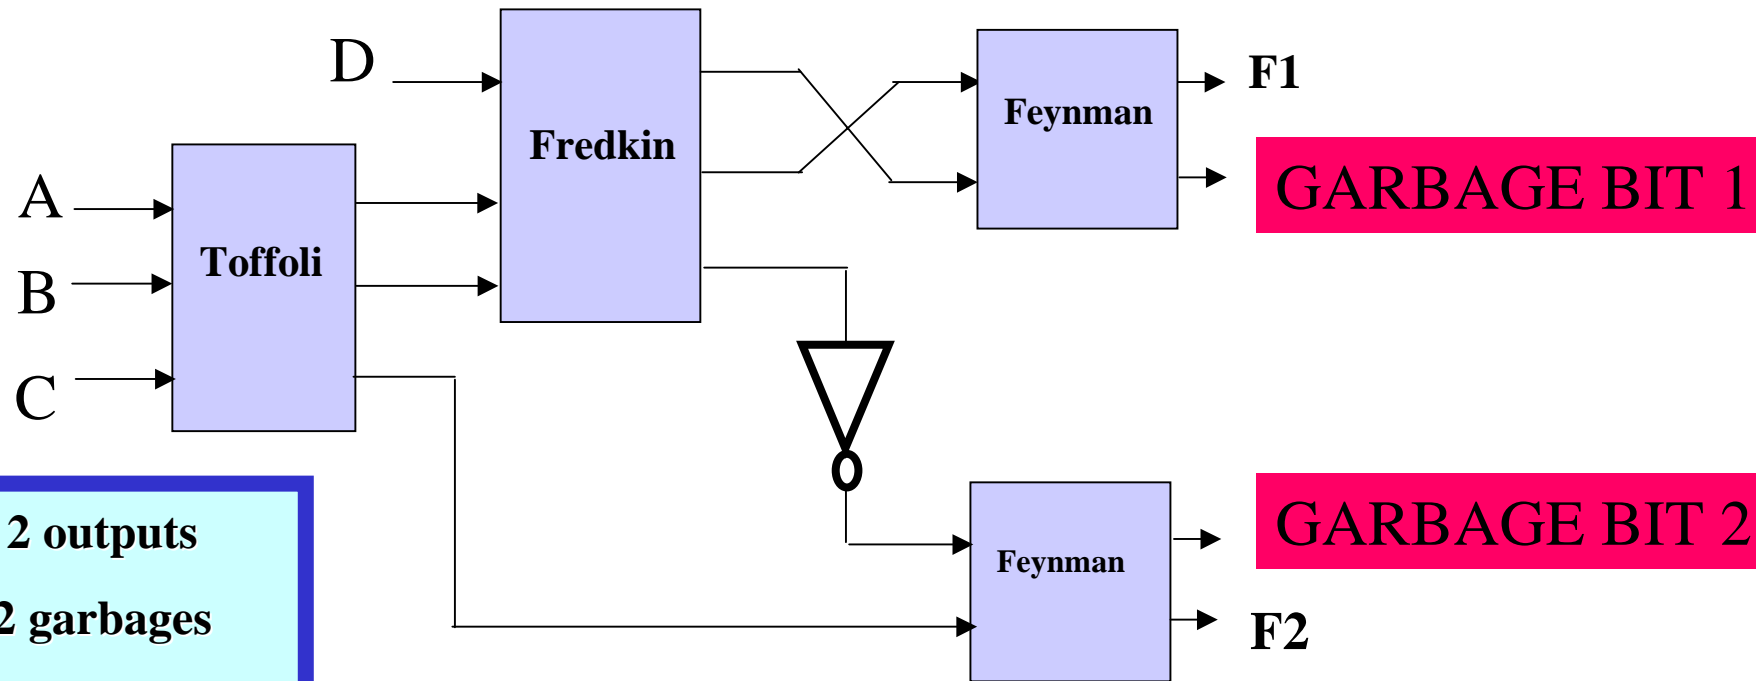 D
Fredkin
Feynman
F1
GARBAGE BIT 1
A
B
C
Toffoli
2 outputs
2 garbages
Feynman
GARBAGE BIT 2
F2